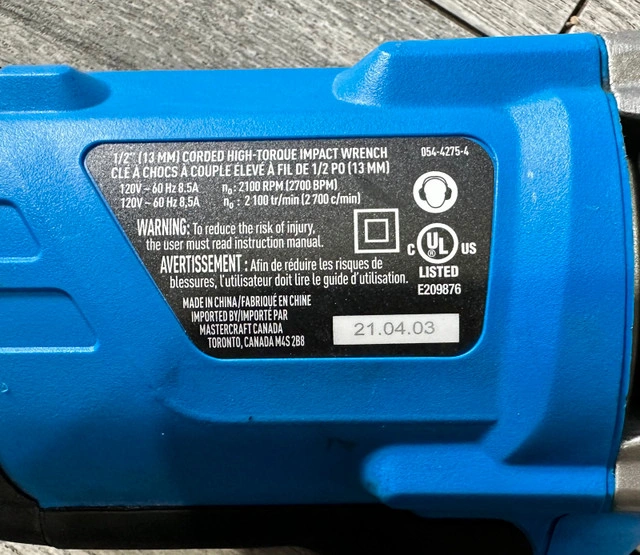 1/2" (13 MM) CORDED HIGH-TORQUE IMPACT WRENCH 054-4275-4
CLÉ À CHOCS À COUPLE ÉLEVÉ À FIL DE 1/2 PO (13 MM)
120V ~ 60 Hz 8.5A n₀ : 2100 RPM (2700 BPM)
120V ~ 60 Hz 8,5A n₀ : 2 100 tr/min (2 700 c/min)
WARNING: To reduce the risk of injury,
the user must read instruction manual.
C UL ® US
LISTED
E209876
AVERTISSEMENT : Afin de réduire les risques de
blessures, l'utilisateur doit lire le guide d'utilisation.
MADE IN CHINA/FABRIQUÉ EN CHINE
IMPORTED BY/IMPORTÉ PAR
MASTERCRAFT CANADA
TORONTO, CANADA M4S 2B8
21.04.03